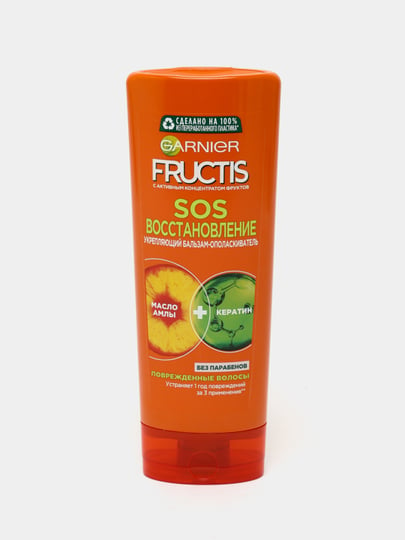 СДЕЛАНО НА 100%
ИЗ ПЕРЕРАБОТАННОГО ПЛАСТИКА*
GARNIER
FRUCTIS
С АКТИВНЫМ КОНЦЕНТРАТОМ ФРУКТОВ
SOS
ВОССТАНОВЛЕНИЕ
УКРЕПЛЯЮЩИЙ БАЛЬЗАМ-ОПОЛАСКИВАТЕЛЬ
МАСЛО
АМЛЫ
+
КЕРАТИН
БЕЗ ПАРАБЕНОВ
ПОВРЕЖДЕННЫЕ ВОЛОСЫ
Устраняет 1 год повреждений
за 3 применения**